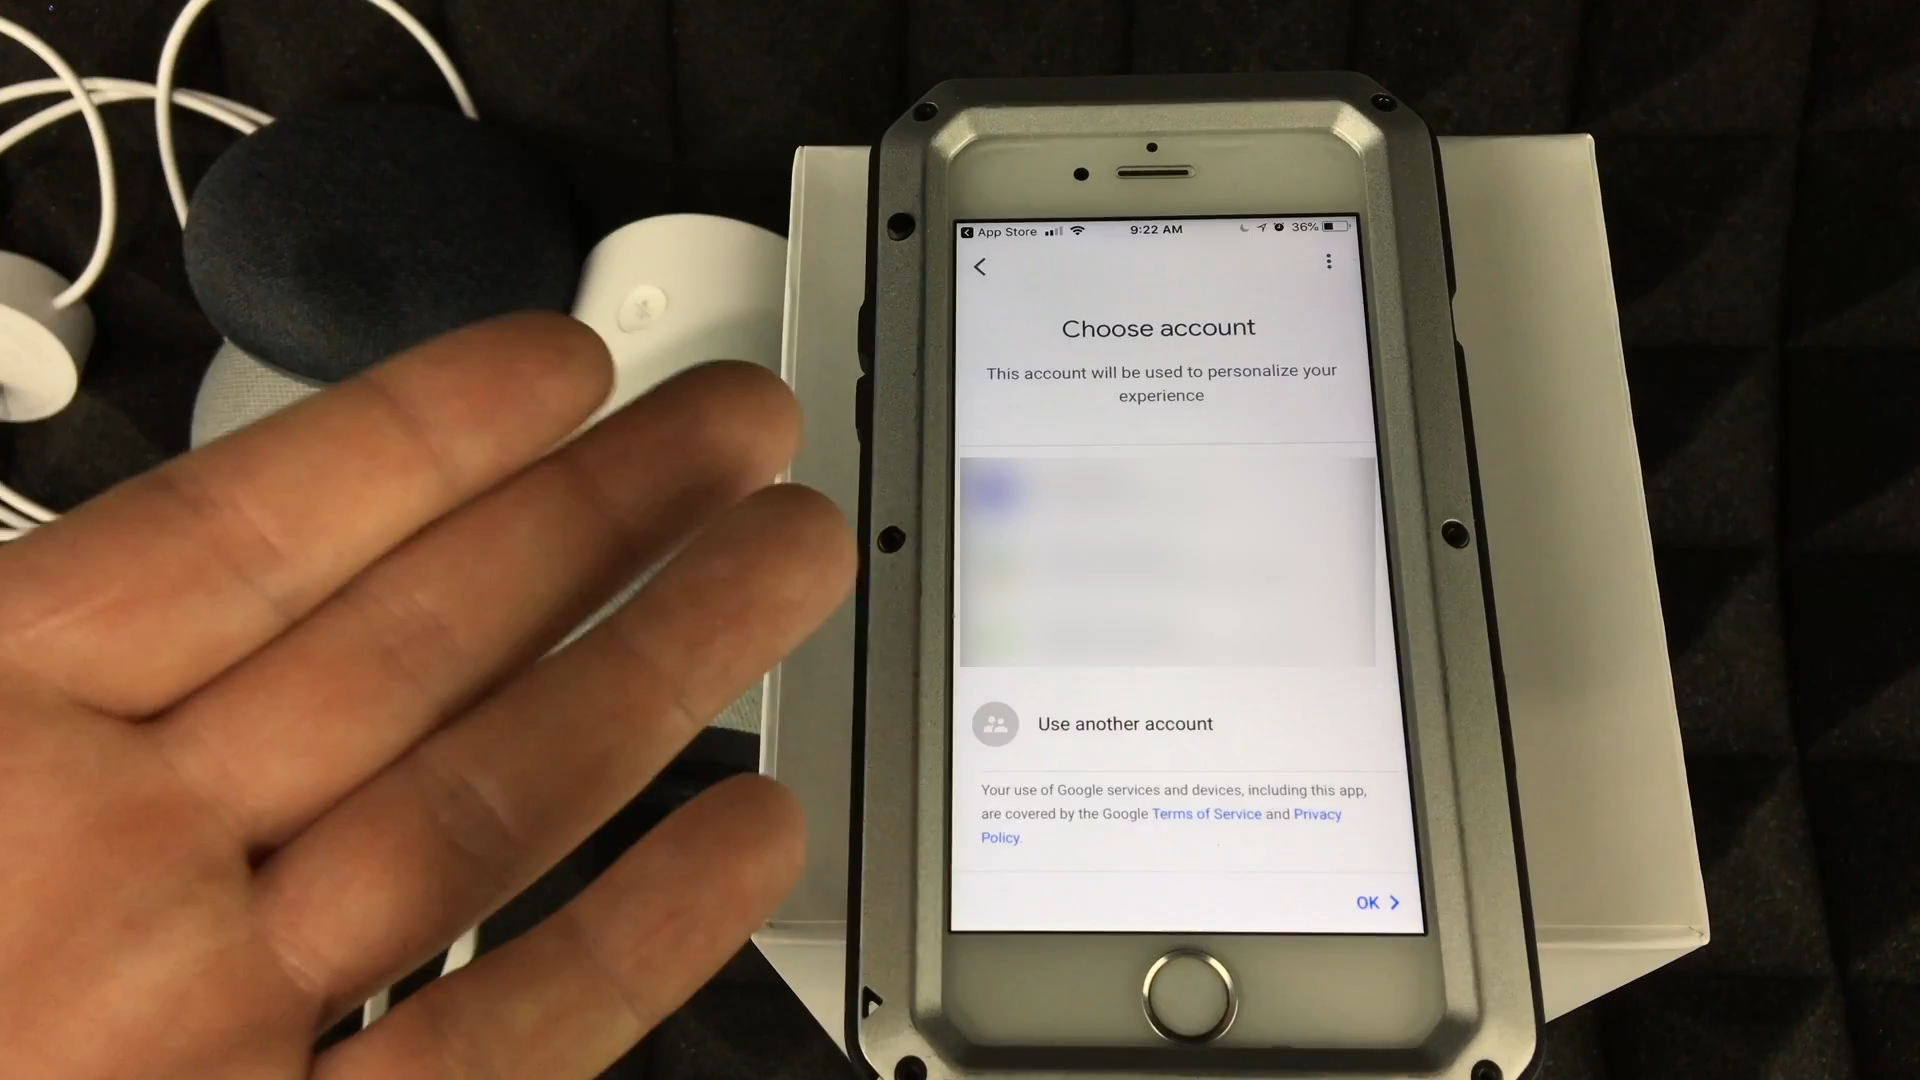 App Store 9:22 AM 36%
Choose account
This account will be used to personalize your
experience
Use another account
Your use of Google services and devices, including this app,
are covered by the Google Terms of Service and Privacy
Policy.
OK